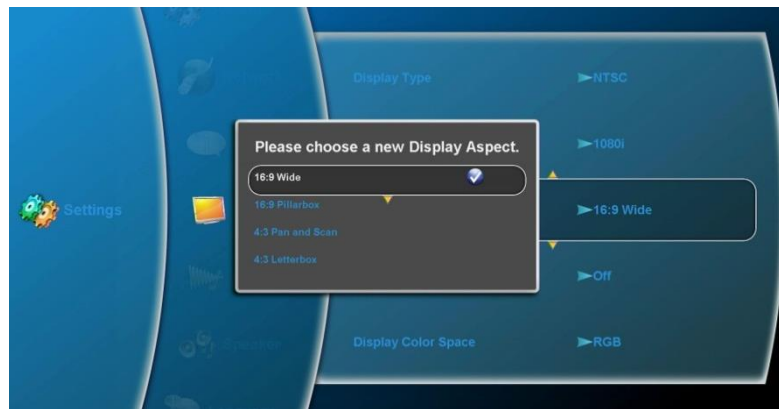 Settings
Display Type
NTSC
1080i
16:9 Wide
Off
Speaker
Display Color Space
RGB
Please choose a new Display Aspect.
16:9 Wide
16:9 Pillarbox
4:3 Pan and Scan
4:3 Letterbox